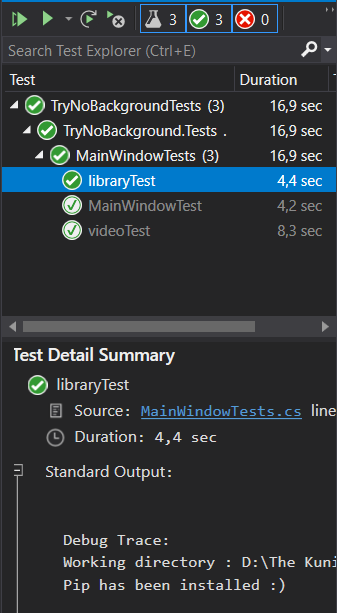 3 3 0
Search Test Explorer (Ctrl+E)
Test Duration
TryNoBackgroundTests (3) 16,9 sec
TryNoBackground.Tests . 16,9 sec
MainWindowTests (3) 16,9 sec
libraryTest 4,4 sec
MainWindowTest 4,2 sec
videoTest 8,3 sec
Test Detail Summary
libraryTest
Source: MainWindowTests.cs line
Duration: 4,4 sec
Standard Output:
Debug Trace:
Working directory : D:\The Kuni
Pip has been installed :)